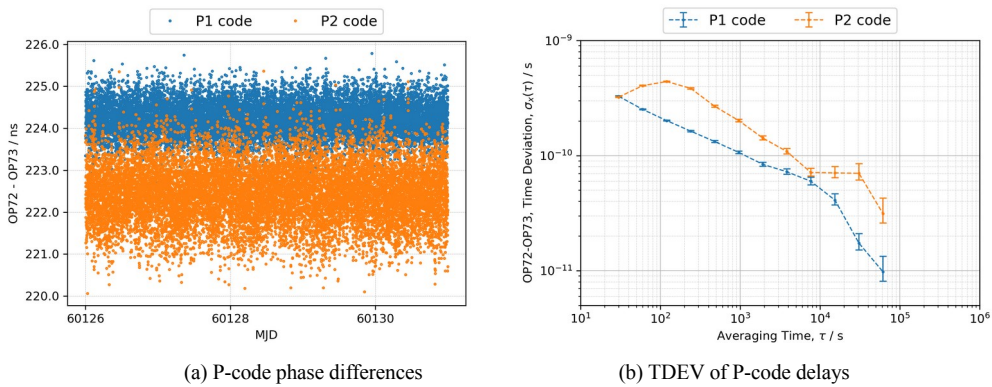 P1 code P2 code
226.0
225.0
224.0
223.0
222.0
221.0
220.0
OP72 - OP73 / ns
60126 60128 60130
MJD
(a) P-code phase differences
P1 code P2 code
10⁻⁹
10⁻¹⁰
10⁻¹¹
OP72-OP73, Time Deviation, σₓ(τ) / s
10¹ 10² 10³ 10⁴ 10⁵ 10⁶
Averaging Time, τ / s
(b) TDEV of P-code delays